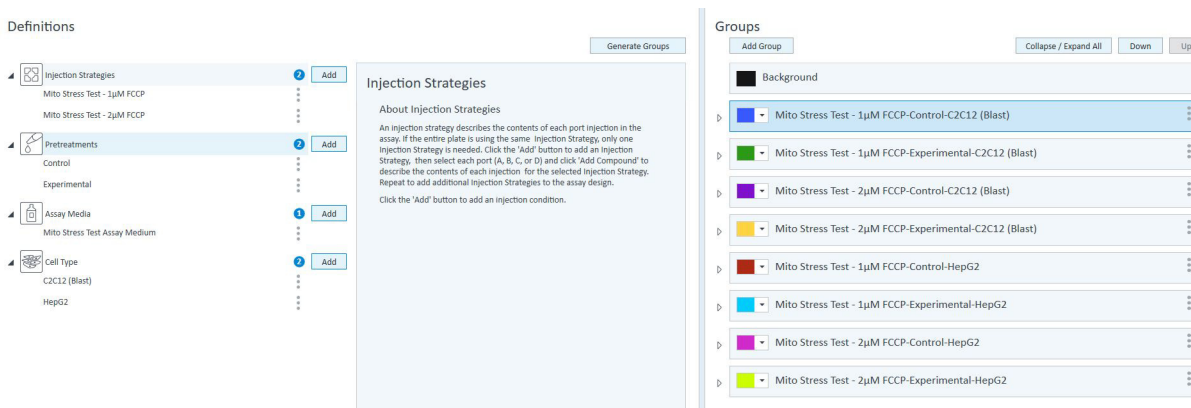 Definitions
Generate Groups
Injection Strategies
2
Add
Mito Stress Test - 1µM FCCP
Mito Stress Test - 2µM FCCP
Pretreatments
2
Add
Control
Experimental
Assay Media
1
Add
Mito Stress Test Assay Medium
Cell Type
2
Add
C2C12 (Blast)
HepG2
Injection Strategies
About Injection Strategies
An injection strategy describes the contents of each port injection in the
assay. If the entire plate is using the same Injection Strategy, only one
Injection Strategy is needed. Click the 'Add' button to add an Injection
Strategy, then select each port (A, B, C, or D) and click 'Add Compound' to
describe the contents of each injection for the selected Injection Strategy.
Repeat to add additional Injection Strategies to the assay design.
Click the 'Add' button to add an injection condition.
Groups
Add Group
Collapse / Expand All
Down
Up
Background
Mito Stress Test - 1µM FCCP-Control-C2C12 (Blast)
Mito Stress Test - 1µM FCCP-Experimental-C2C12 (Blast)
Mito Stress Test - 2µM FCCP-Control-C2C12 (Blast)
Mito Stress Test - 2µM FCCP-Experimental-C2C12 (Blast)
Mito Stress Test - 1µM FCCP-Control-HepG2
Mito Stress Test - 1µM FCCP-Experimental-HepG2
Mito Stress Test - 2µM FCCP-Control-HepG2
Mito Stress Test - 2µM FCCP-Experimental-HepG2